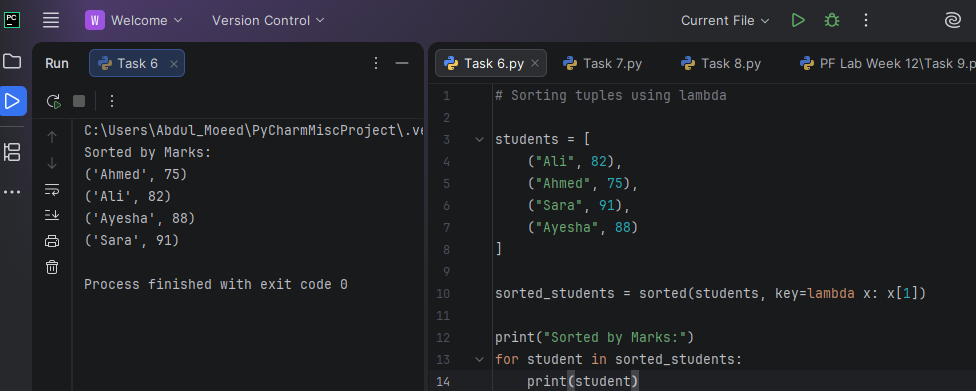 PC
W Welcome Version Control Current File
Run Task 6
C:\Users\Abdul_Moeed\PyCharmMiscProject\.ve
Sorted by Marks:
('Ahmed', 75)
('Ali', 82)
('Ayesha', 88)
('Sara', 91)
Process finished with exit code 0
Task 6.py Task 7.py Task 8.py PF Lab Week 12\Task 9.p
1 # Sorting tuples using lambda
2
3 students = [
4 ("Ali", 82),
5 ("Ahmed", 75),
6 ("Sara", 91),
7 ("Ayesha", 88)
8 ]
9
10 sorted_students = sorted(students, key=lambda x: x[1])
11
12 print("Sorted by Marks:")
13 for student in sorted_students:
14 print(student)